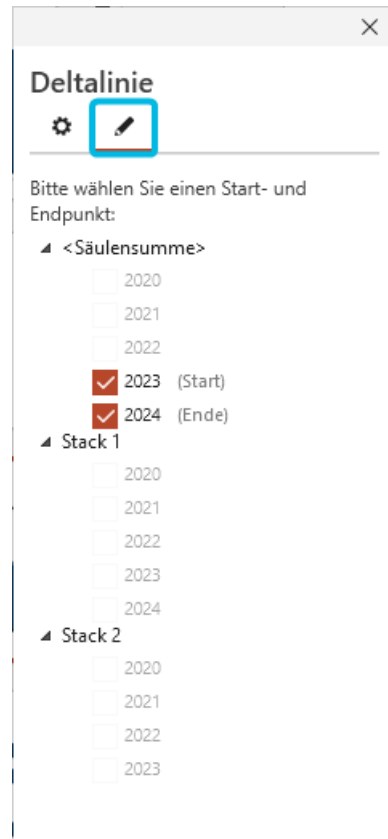 Deltalinie
Bitte wählen Sie einen Start- und
Endpunkt:
<Säulensumme>
2020
2021
2022
2023 (Start)
2024 (Ende)
Stack 1
2020
2021
2022
2023
2024
Stack 2
2020
2021
2022
2023